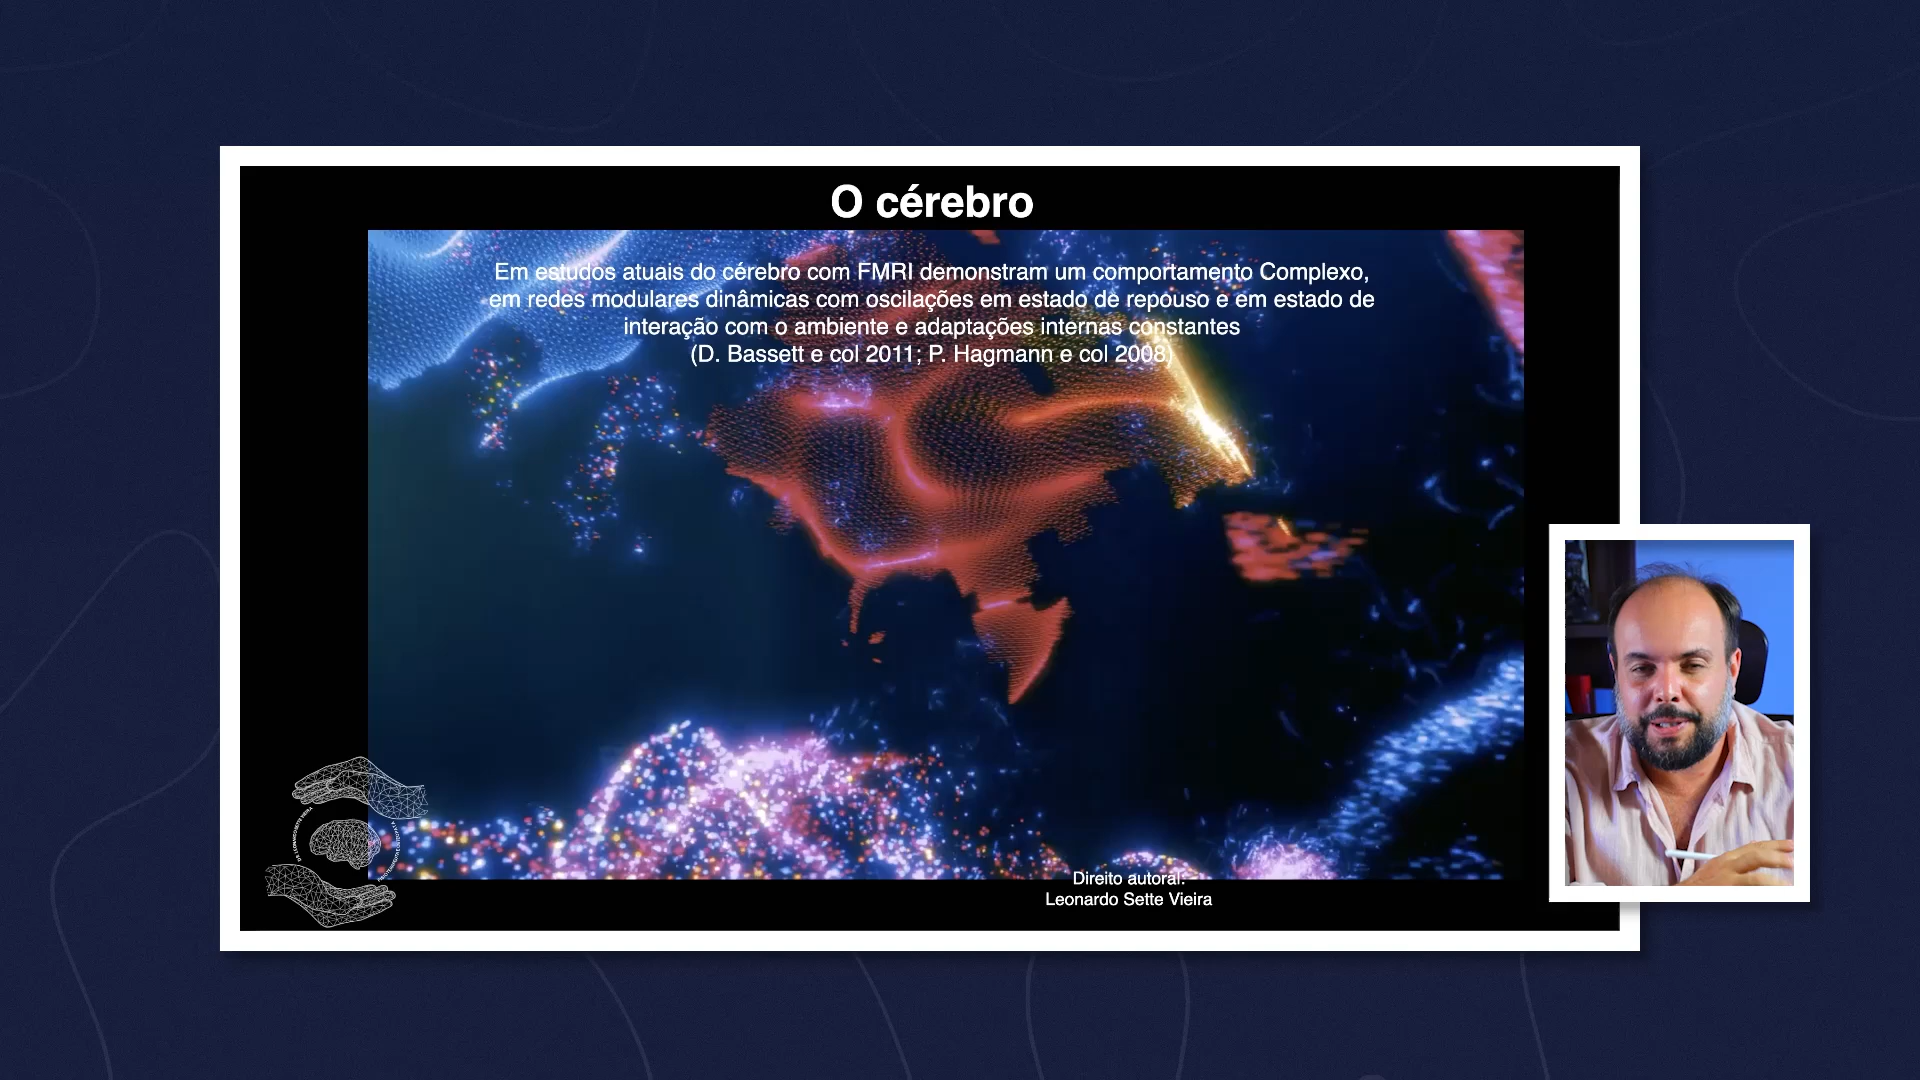 O cérebro
Em estudos atuais do cérebro com FMRI demonstram um comportamento Complexo,
em redes modulares dinâmicas com oscilações em estado de repouso e em estado de
interação com o ambiente e adaptações internas constantes
(D. Bassett e col 2011; P. Hagmann e col 2008)
Direito autoral:
Leonardo Sette Vieira